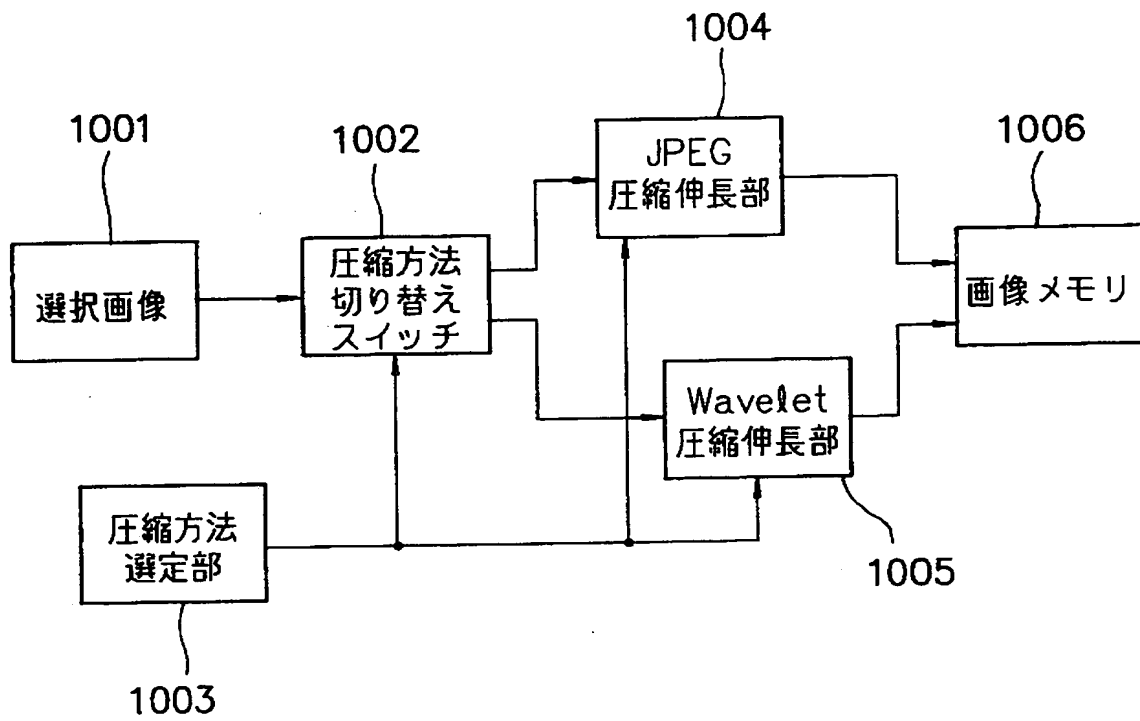 1004
1001
1002
1006
JPEG
圧縮伸長部
選択画像
圧縮方法
切り替え
スイッチ
画像メモリ
Wavelet
圧縮伸長部
圧縮方法
選定部
1005
1003